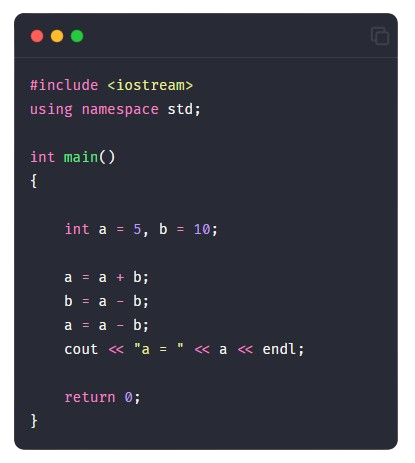 #include <iostream>
using namespace std;
int main()
{
int a = 5, b = 10;
a = a + b;
b = a - b;
a = a - b;
cout << "a = " << a << endl;
return 0;
}